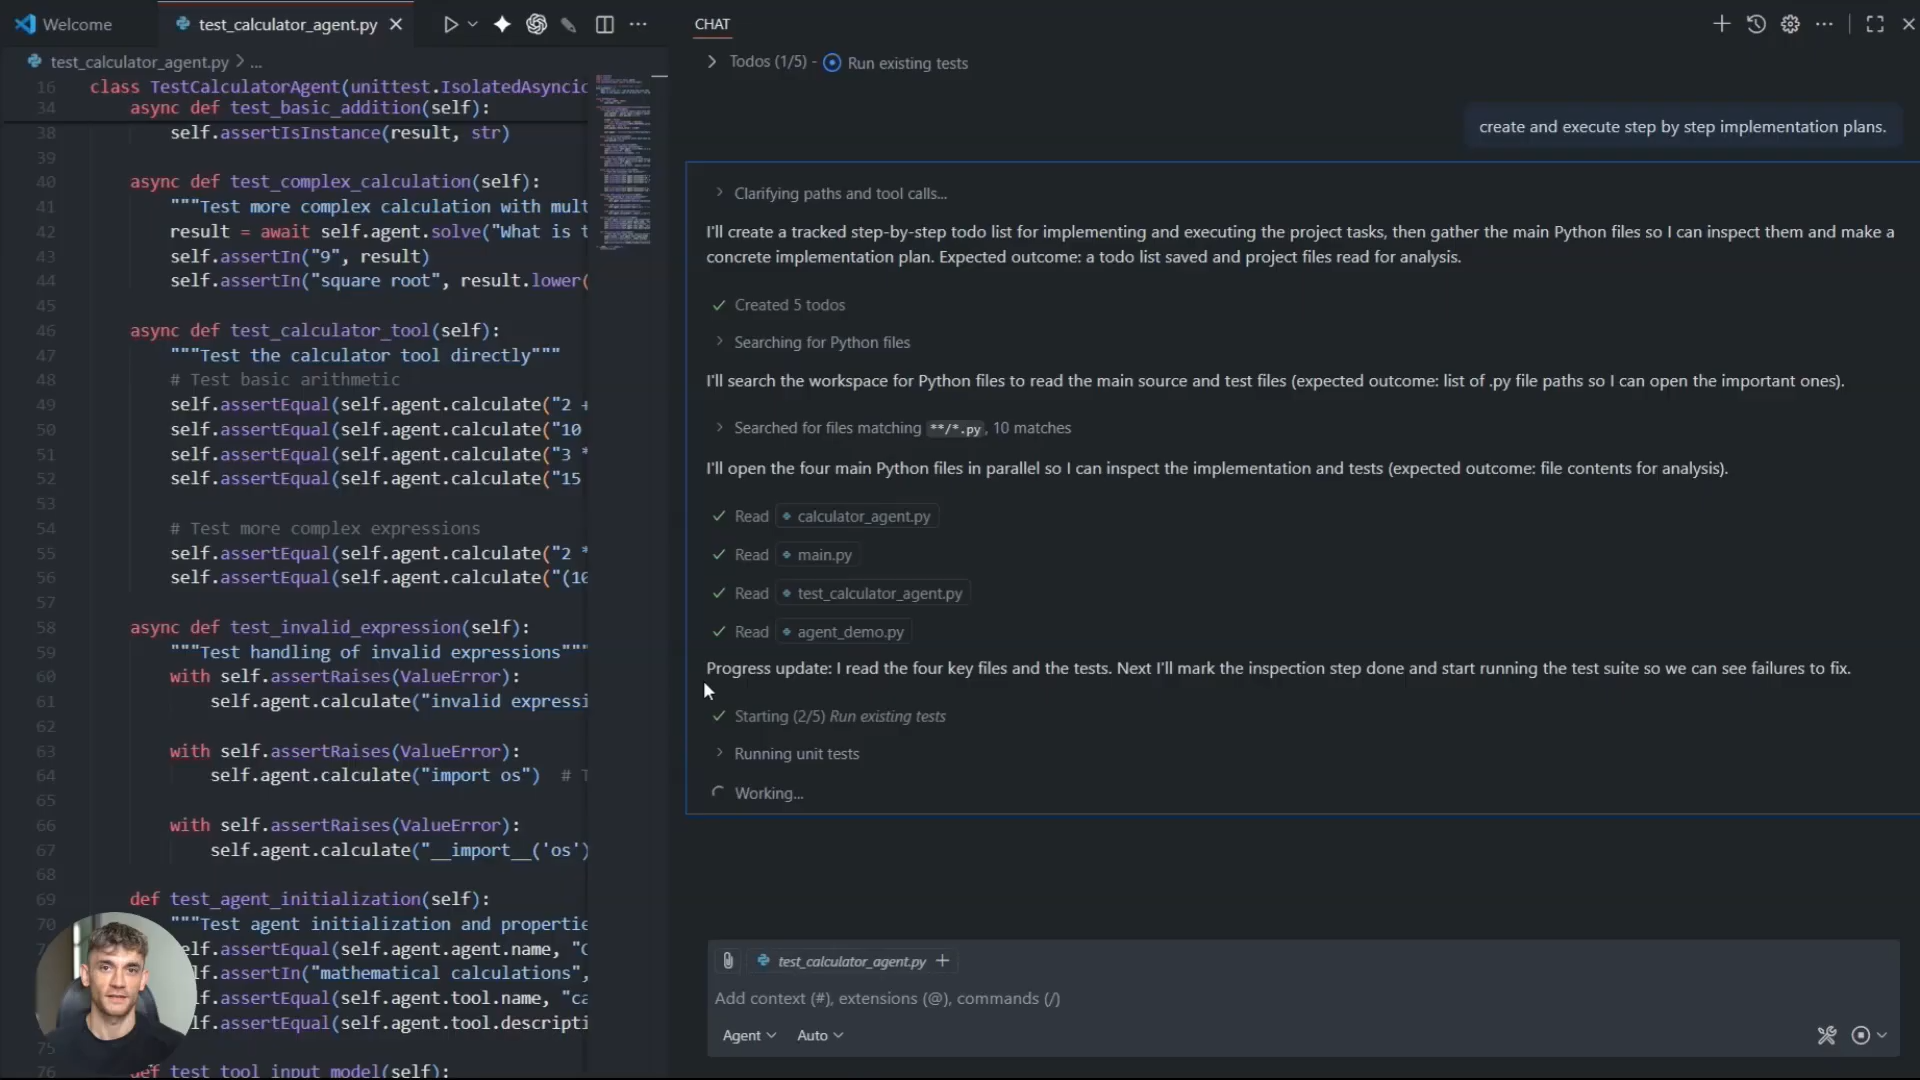 Welcome
test_calculator_agent.py
test_calculator_agent.py > ...
16 class TestCalculatorAgent(unittest.IsolatedAsyncic
34 async def test_basic_addition(self):
38 self.assertIsInstance(result, str)
39
40 async def test_complex_calculation(self):
41 """Test more complex calculation with mult
42 result = await self.agent.solve("What is t
43 self.assertIn("9", result)
44 self.assertIn("square root", result.lower(
45
46 async def test_calculator_tool(self):
47 """Test the calculator tool directly"""
48 # Test basic arithmetic
49 self.assertEqual(self.agent.calculate("2 +
50 self.assertEqual(self.agent.calculate("10
51 self.assertEqual(self.agent.calculate("3 *
52 self.assertEqual(self.agent.calculate("15
53
54 # Test more complex expressions
55 self.assertEqual(self.agent.calculate("2 *
56 self.assertEqual(self.agent.calculate("(10
57
58 async def test_invalid_expression(self):
59 """Test handling of invalid expressions"""
60 with self.assertRaises(ValueError):
61 self.agent.calculate("invalid expressi
62
63 with self.assertRaises(ValueError):
64 self.agent.calculate("import os") # T
65
66 with self.assertRaises(ValueError):
67 self.agent.calculate("__import__('os')
68
69 def test_agent_initialization(self):
70 """Test agent initialization and propertie
elf.assertEqual(self.agent.agent.name, "C
lf.assertIn("mathematical calculations",
lf.assertEqual(self.agent.tool.name, "ca
lf.assertEqual(self.agent.tool.descripti
75
76 def test_tool_input_model(self):
CHAT
Todos (1/5) - Run existing tests
create and execute step by step implementation plans.
Clarifying paths and tool calls...
I'll create a tracked step-by-step todo list for implementing and executing the project tasks, then gather the main Python files so I can inspect them and make a
concrete implementation plan. Expected outcome: a todo list saved and project files read for analysis.
Created 5 todos
Searching for Python files
I'll search the workspace for Python files to read the main source and test files (expected outcome: list of .py file paths so I can open the important ones).
Searched for files matching **/*.py, 10 matches
I'll open the four main Python files in parallel so I can inspect the implementation and tests (expected outcome: file contents for analysis).
Read calculator_agent.py
Read main.py
Read test_calculator_agent.py
Read agent_demo.py
Progress update: I read the four key files and the tests. Next I'll mark the inspection step done and start running the test suite so we can see failures to fix.
Starting (2/5) Run existing tests
Running unit tests
Working...
test_calculator_agent.py +
Add context (#), extensions (@), commands (/)
Agent Auto